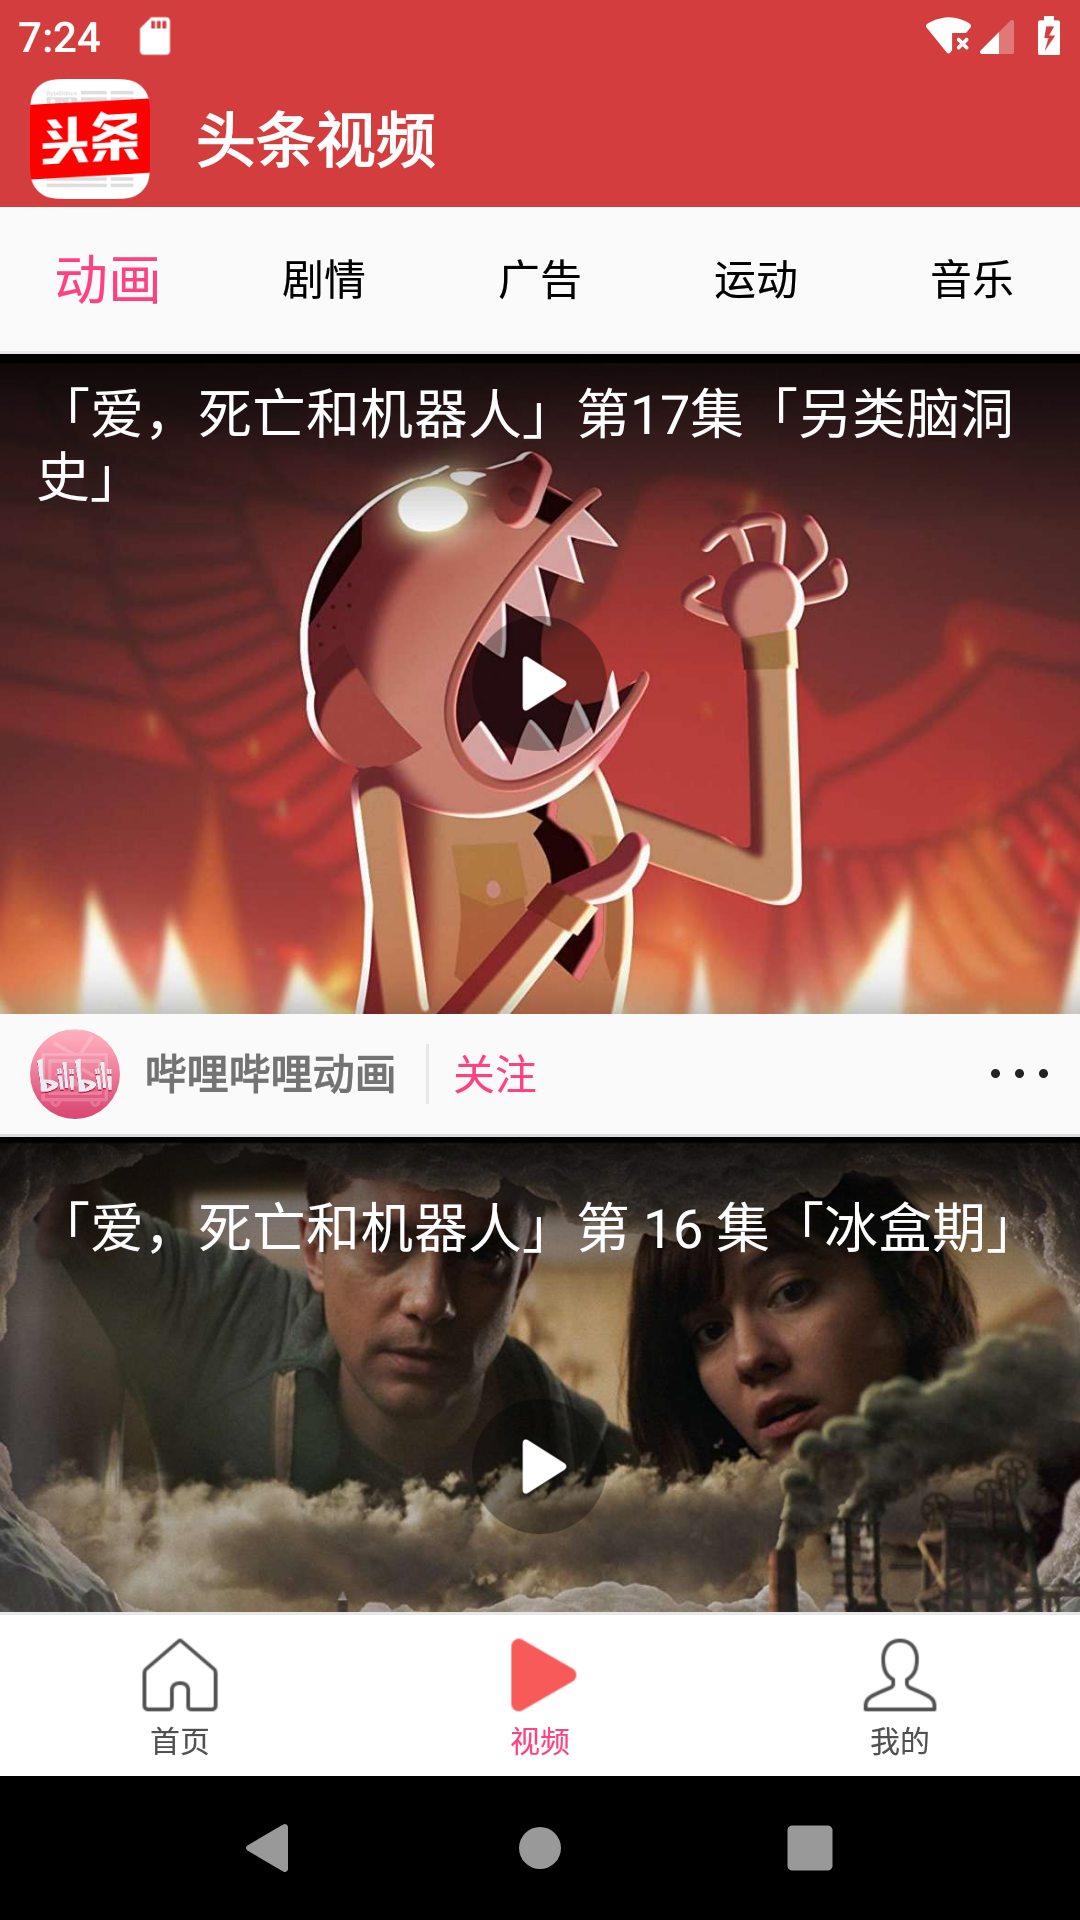 7:24
头条
头条视频
动画
剧情
广告
运动
音乐
「爱，死亡和机器人」第17集「另类脑洞
史」
bilibili
哔哩哔哩动画
关注
「爱，死亡和机器人」第 16 集「冰盒期」
首页
视频
我的